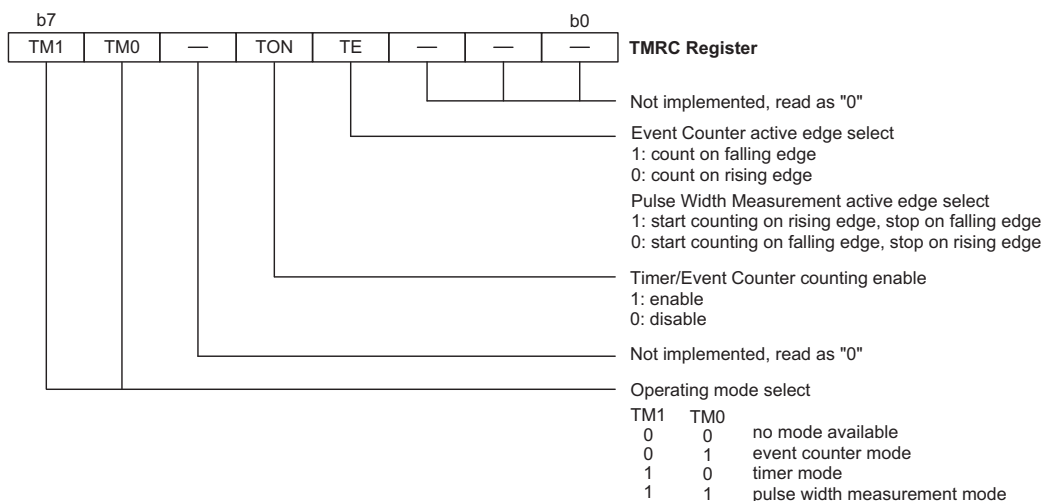 b7 b0
TM1 TM0 — TON TE — — — TMRC Register
Not implemented, read as "0"
Event Counter active edge select
1: count on falling edge
0: count on rising edge
Pulse Width Measurement active edge select
1: start counting on rising edge, stop on falling edge
0: start counting on falling edge, stop on rising edge
Timer/Event Counter counting enable
1: enable
0: disable
Not implemented, read as "0"
Operating mode select
TM1 TM0
0 0 no mode available
0 1 event counter mode
1 0 timer mode
1 1 pulse width measurement mode